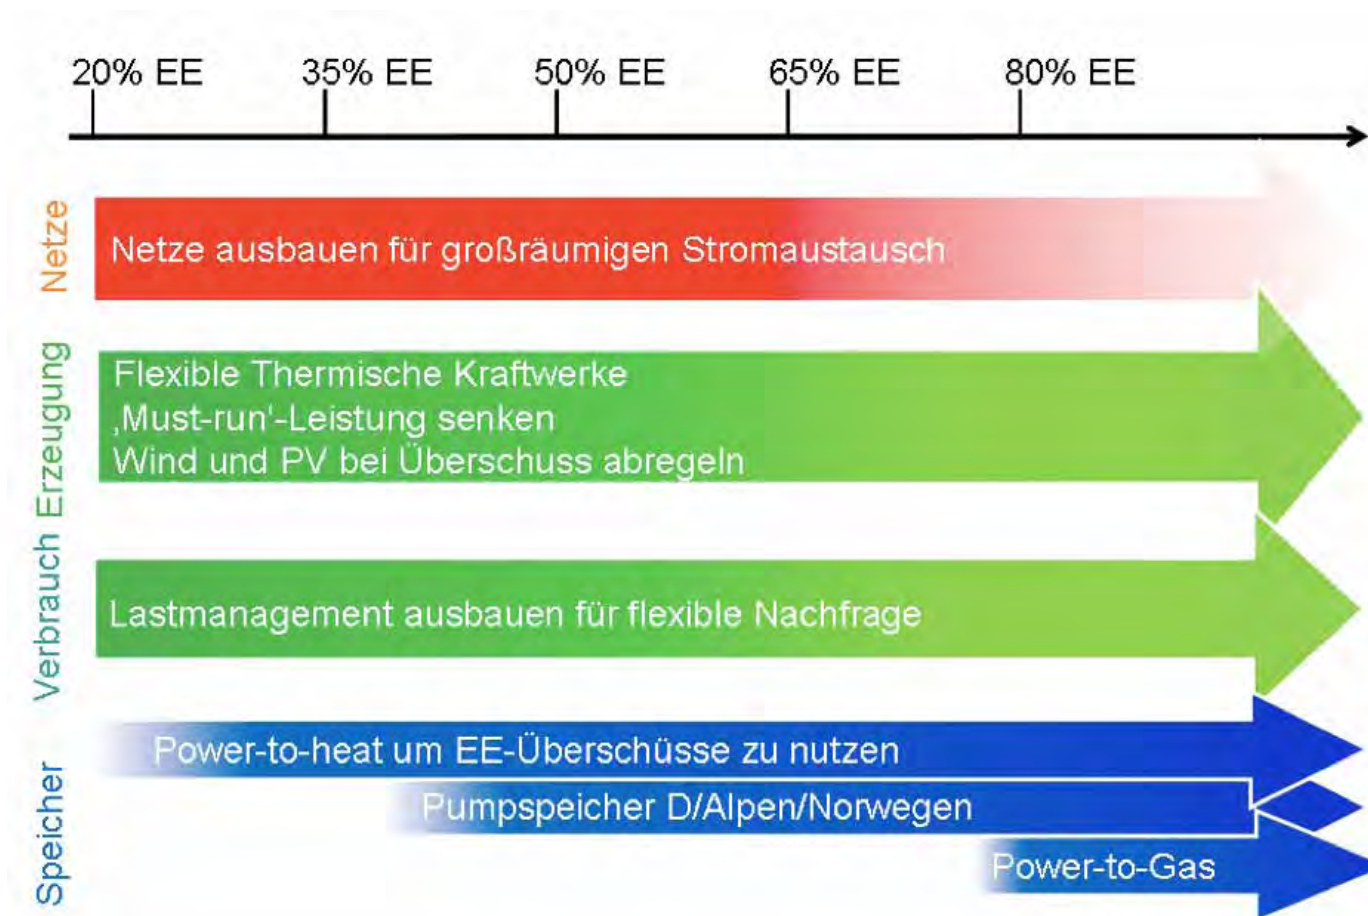 20% EE 35% EE 50% EE 65% EE 80% EE
Netze
Netze ausbauen für großräumigen Stromaustausch
Erzeugung
Flexible Thermische Kraftwerke
‚Must-run'-Leistung senken
Wind und PV bei Überschuss abregeln
Verbrauch
Lastmanagement ausbauen für flexible Nachfrage
Speicher
Power-to-heat um EE-Überschüsse zu nutzen
Pumpspeicher D/Alpen/Norwegen
Power-to-Gas